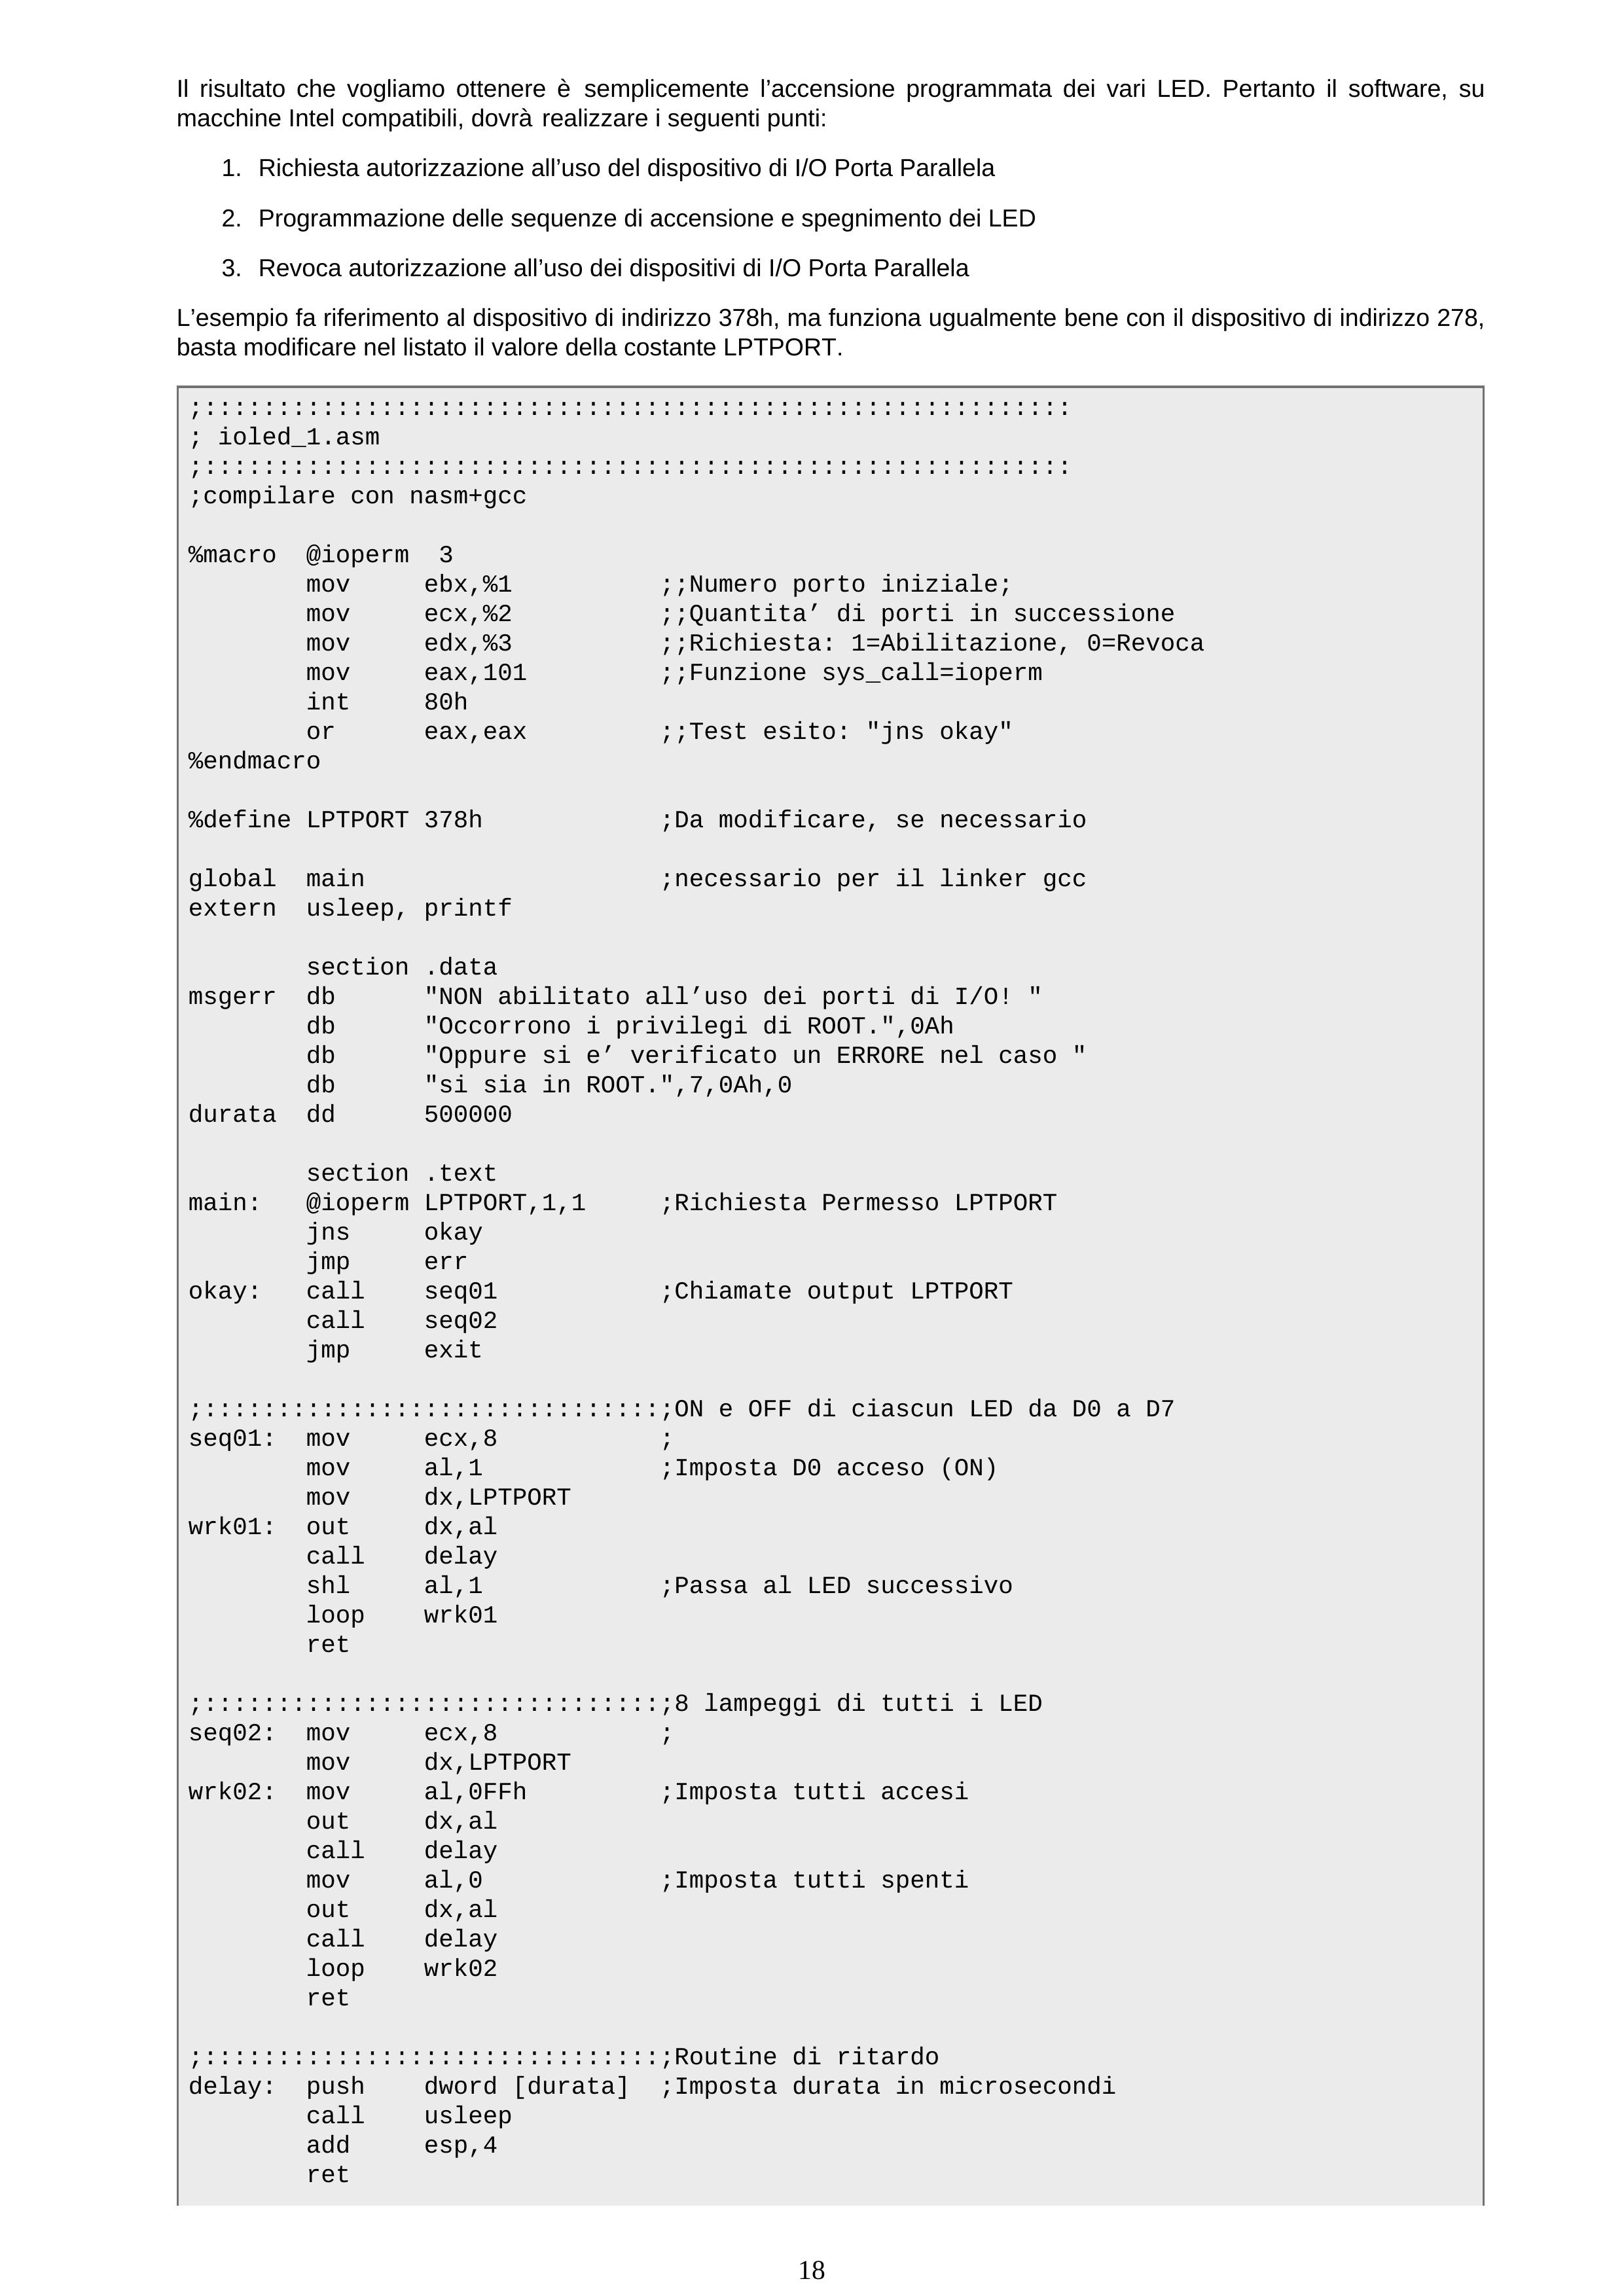 Il risultato che vogliamo ottenere è semplicemente l’accensione programmata dei vari LED. Pertanto il software, su
macchine Intel compatibili, dovrà realizzare i seguenti punti:
1. Richiesta autorizzazione all’uso del dispositivo di I/O Porta Parallela
2. Programmazione delle sequenze di accensione e spegnimento dei LED
3. Revoca autorizzazione all’uso dei dispositivi di I/O Porta Parallela
L’esempio fa riferimento al dispositivo di indirizzo 378h, ma funziona ugualmente bene con il dispositivo di indirizzo 278,
basta modificare nel listato il valore della costante LPTPORT.
;:::::::::::::::::::::::::::::::::::::::::::::::::::::::::::
; ioled_1.asm
;:::::::::::::::::::::::::::::::::::::::::::::::::::::::::::
;compilare con nasm+gcc
%macro  @ioperm  3
        mov     ebx,%1          ;;Numero porto iniziale;
        mov     ecx,%2          ;;Quantita’ di porti in successione
        mov     edx,%3          ;;Richiesta: 1=Abilitazione, 0=Revoca
        mov     eax,101         ;;Funzione sys_call=ioperm
        int     80h
        or      eax,eax         ;;Test esito: "jns okay"
%endmacro
%define LPTPORT 378h            ;Da modificare, se necessario
global  main                    ;necessario per il linker gcc
extern  usleep, printf
        section .data
msgerr  db      "NON abilitato all’uso dei porti di I/O! "
        db      "Occorrono i privilegi di ROOT.",0Ah
        db      "Oppure si e’ verificato un ERRORE nel caso "
        db      "si sia in ROOT.",7,0Ah,0
durata  dd      500000
        section .text
main:   @ioperm LPTPORT,1,1     ;Richiesta Permesso LPTPORT
        jns     okay
        jmp     err
okay:   call    seq01           ;Chiamate output LPTPORT
        call    seq02
        jmp     exit
;:::::::::::::::::::::::::::::::;ON e OFF di ciascun LED da D0 a D7
seq01:  mov     ecx,8           ;
        mov     al,1            ;Imposta D0 acceso (ON)
        mov     dx,LPTPORT
wrk01:  out     dx,al
        call    delay
        shl     al,1            ;Passa al LED successivo
        loop    wrk01
        ret
;:::::::::::::::::::::::::::::::;8 lampeggi di tutti i LED
seq02:  mov     ecx,8           ;
        mov     dx,LPTPORT
wrk02:  mov     al,0FFh         ;Imposta tutti accesi
        out     dx,al
        call    delay
        mov     al,0            ;Imposta tutti spenti
        out     dx,al
        call    delay
        loop    wrk02
        ret
;:::::::::::::::::::::::::::::::;Routine di ritardo
delay:  push    dword [durata]  ;Imposta durata in microsecondi
        call    usleep
        add     esp,4
        ret
18